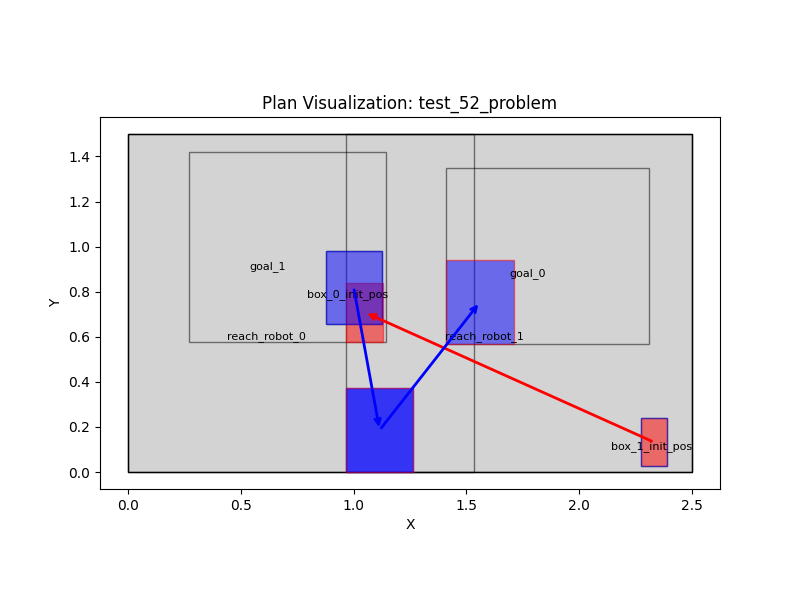 Plan Visualization: test_52_problem
1.4
1.2
1.0
0.8
0.6
0.4
0.2
0.0
Y
goal_1
goal_0
box_0_init_pos
reach_robot_0
reach_robot_1
box_1_init_pos
0.0 0.5 1.0 1.5 2.0 2.5
X